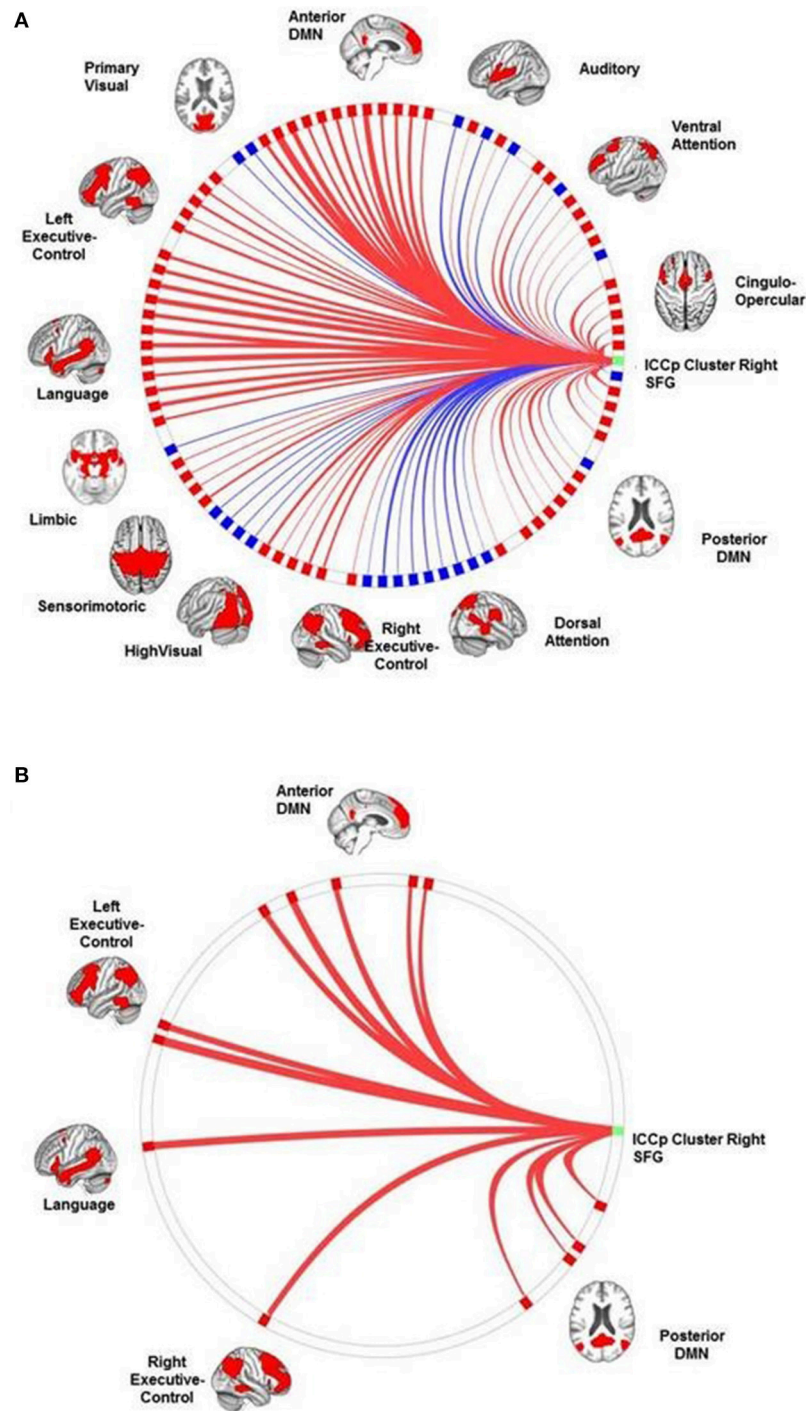 A
Anterior
DMN
Auditory
Primary
Visual
Ventral
Attention
Left
Executive-
Control
Cingulo-
Opercular
ICCp Cluster Right
SFG
Language
Limbic
Posterior
DMN
Sensorimotoric
HighVisual
Right
Executive-
Control
Dorsal
Attention
B
Anterior
DMN
Left
Executive-
Control
ICCp Cluster Right
SFG
Language
Posterior
DMN
Right
Executive-
Control